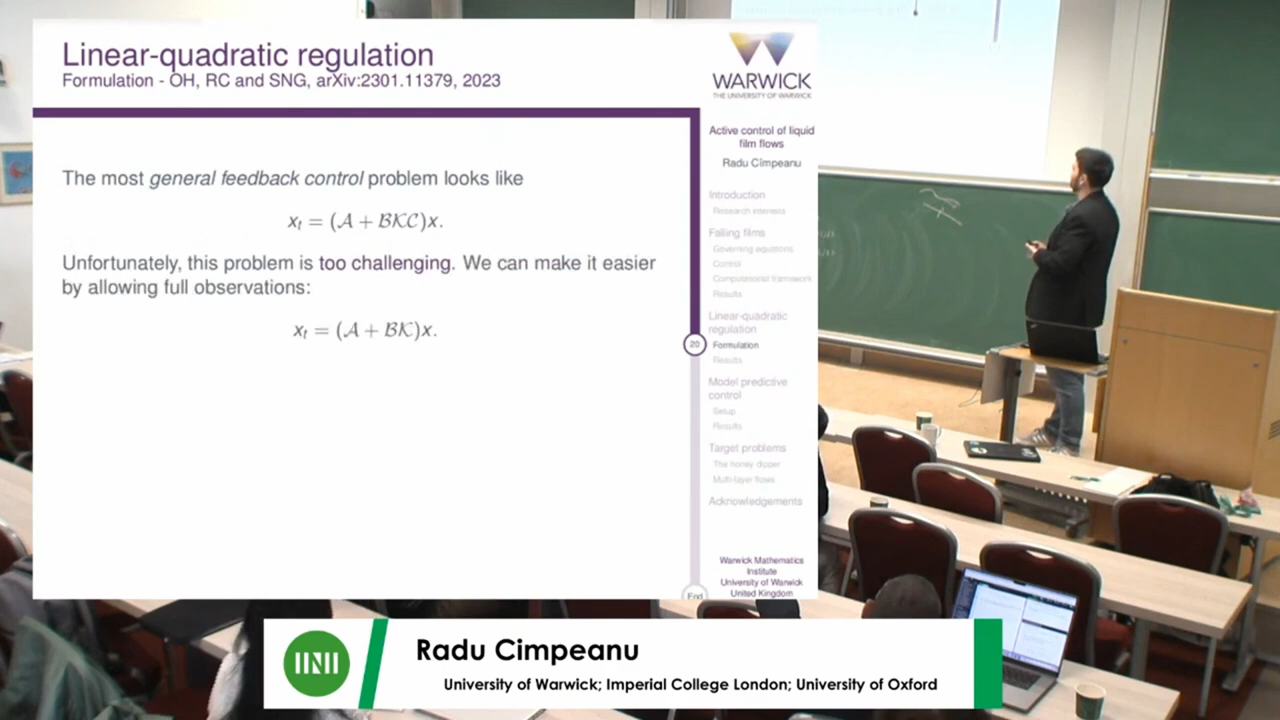 Linear-quadratic regulation
Formulation - OH, RC and SNG, arXiv:2301.11379, 2023
WARWICK
THE UNIVERSITY OF WARWICK
The most general feedback control problem looks like
xₜ = (𝒜 + ℬ𝒦𝒞)x.
Unfortunately, this problem is too challenging. We can make it easier
by allowing full observations:
xₜ = (𝒜 + ℬ𝒦)x.
20
End
Active control of liquid
film flows
Radu Cîmpeanu
Introduction
Research interests
Falling films
Governing equations
Control
Computational framework
Results
Linear-quadratic
regulation
Formulation
Results
Model predictive
control
Setup
Results
Target problems
The honey dipper
Multi-layer flows
Acknowledgements
Warwick Mathematics
Institute
University of Warwick
United Kingdom
Radu Cimpeanu
University of Warwick; Imperial College London; University of Oxford